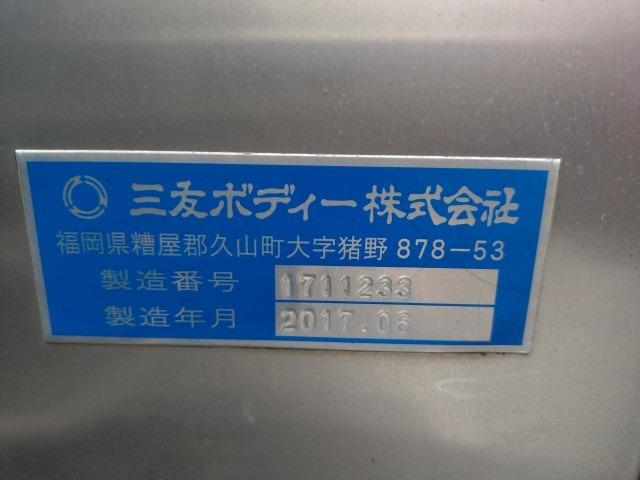 三友ボディー株式会社
福岡県糟屋郡久山町大字猪野 878-53
製造番号 1711233
製造年月 2017.03